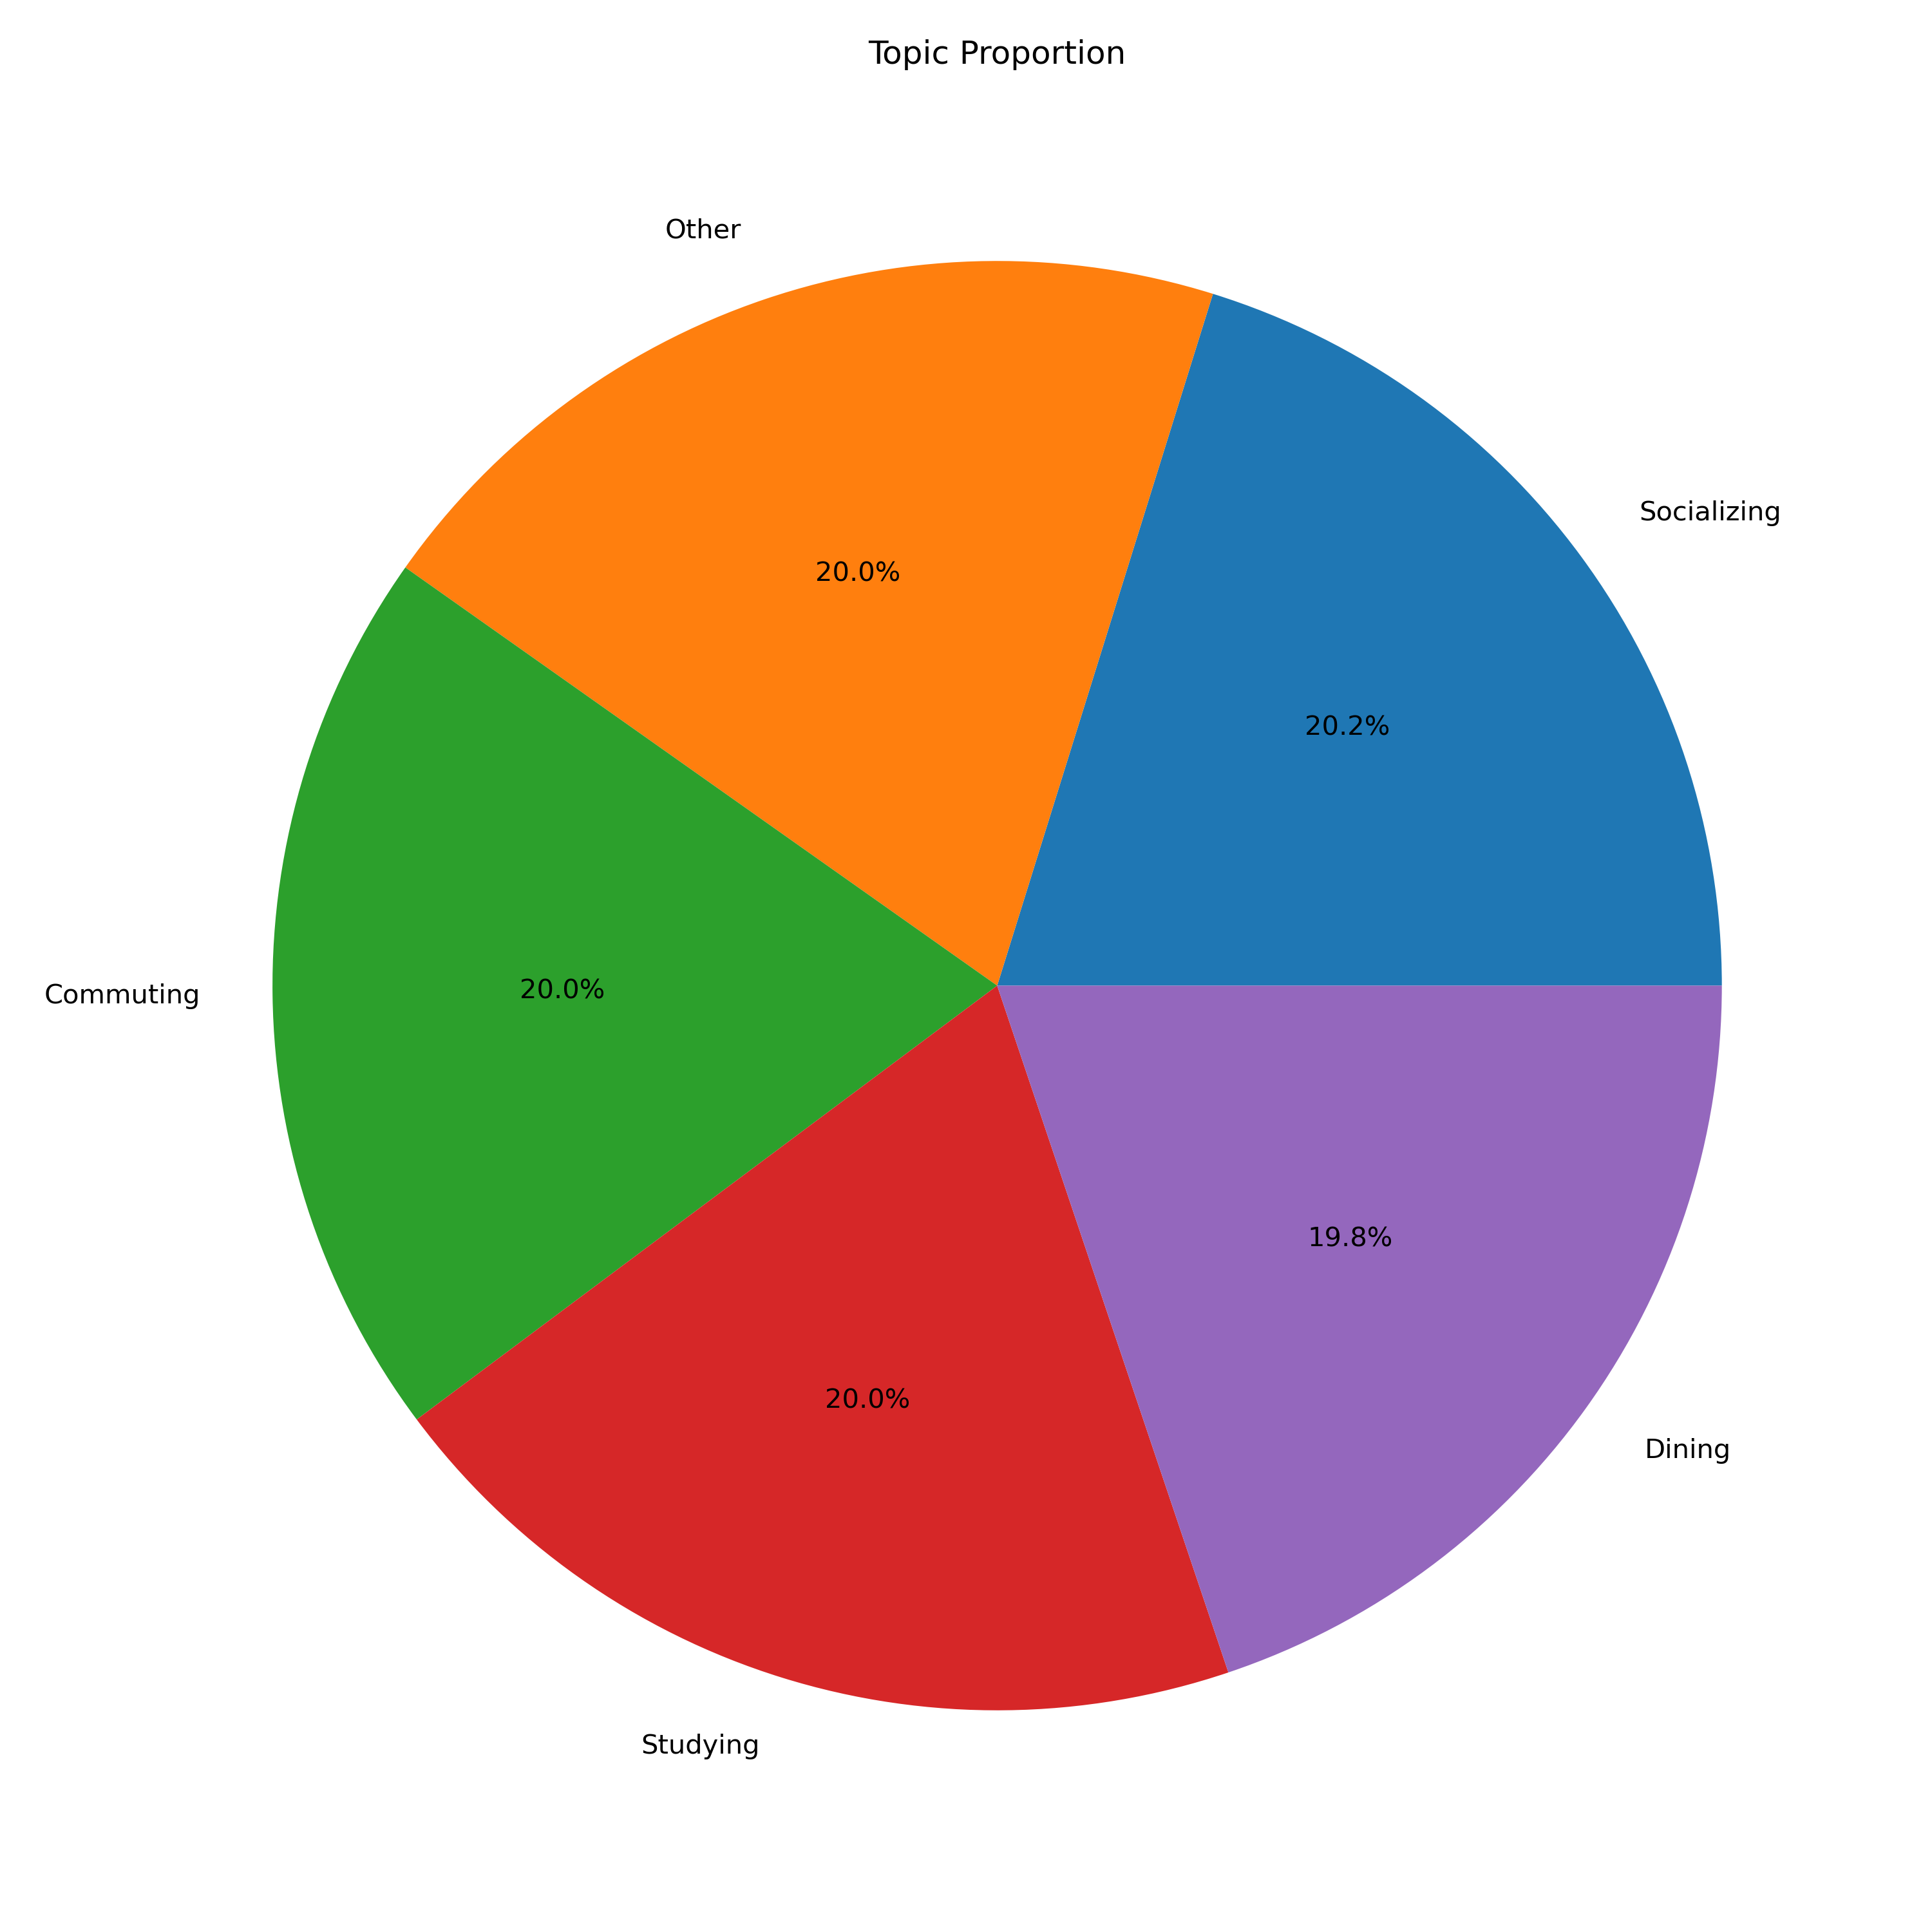 Topic Proportion
Other
Socializing
20.0%
20.2%
Commuting
20.0%
19.8%
20.0%
Dining
Studying